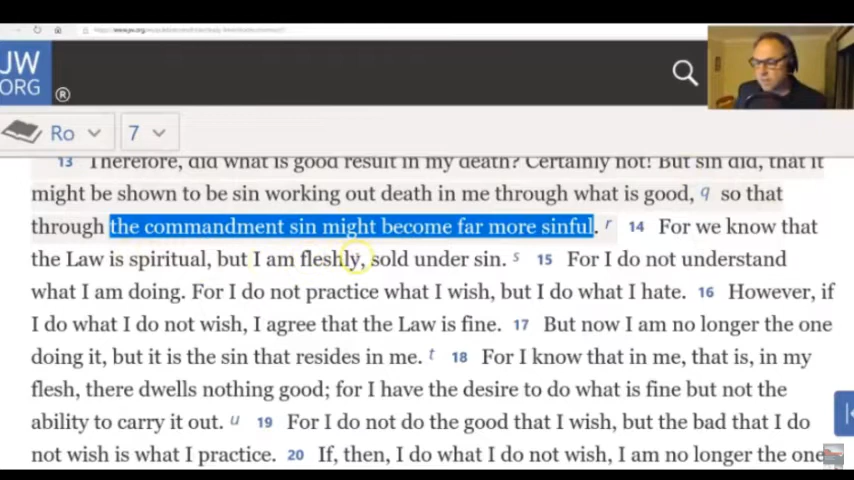 JW
ORG
®
Ro 7
13 Therefore, did what is good result in my death? Certainly not! But sin did, that it
might be shown to be sin working out death in me through what is good, q so that
through the commandment sin might become far more sinful. r 14 For we know that
the Law is spiritual, but I am fleshly, sold under sin. s 15 For I do not understand
what I am doing. For I do not practice what I wish, but I do what I hate. 16 However, if
I do what I do not wish, I agree that the Law is fine. 17 But now I am no longer the one
doing it, but it is the sin that resides in me. t 18 For I know that in me, that is, in my
flesh, there dwells nothing good; for I have the desire to do what is fine but not the
ability to carry it out. u 19 For I do not do the good that I wish, but the bad that I do
not wish is what I practice. 20 If, then, I do what I do not wish, I am no longer the one